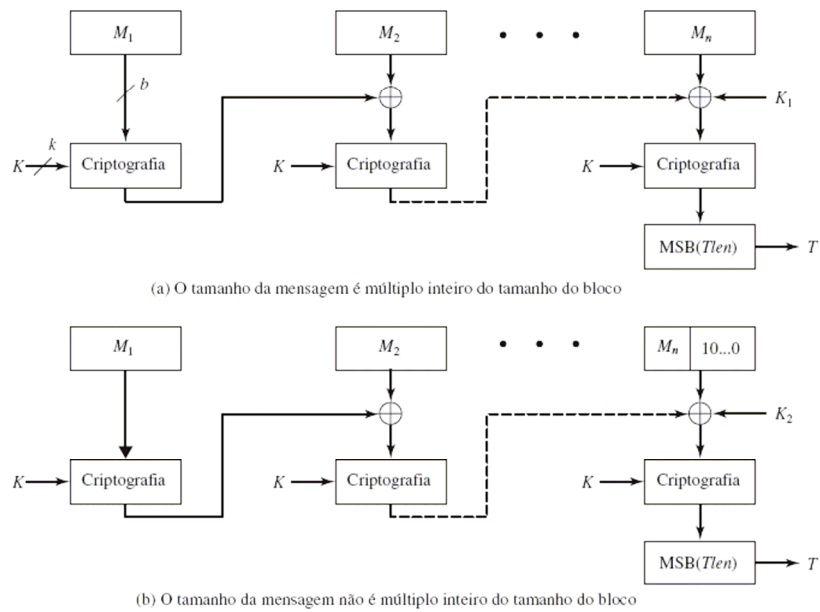 M1 M2 • • • Mn
b
K1
k
K Criptografia K Criptografia K Criptografia
MSB(Tlen) T
(a) O tamanho da mensagem é múltiplo inteiro do tamanho do bloco
M1 M2 • • • Mn 10...0
K2
K Criptografia K Criptografia K Criptografia
MSB(Tlen) T
(b) O tamanho da mensagem não é múltiplo inteiro do tamanho do bloco